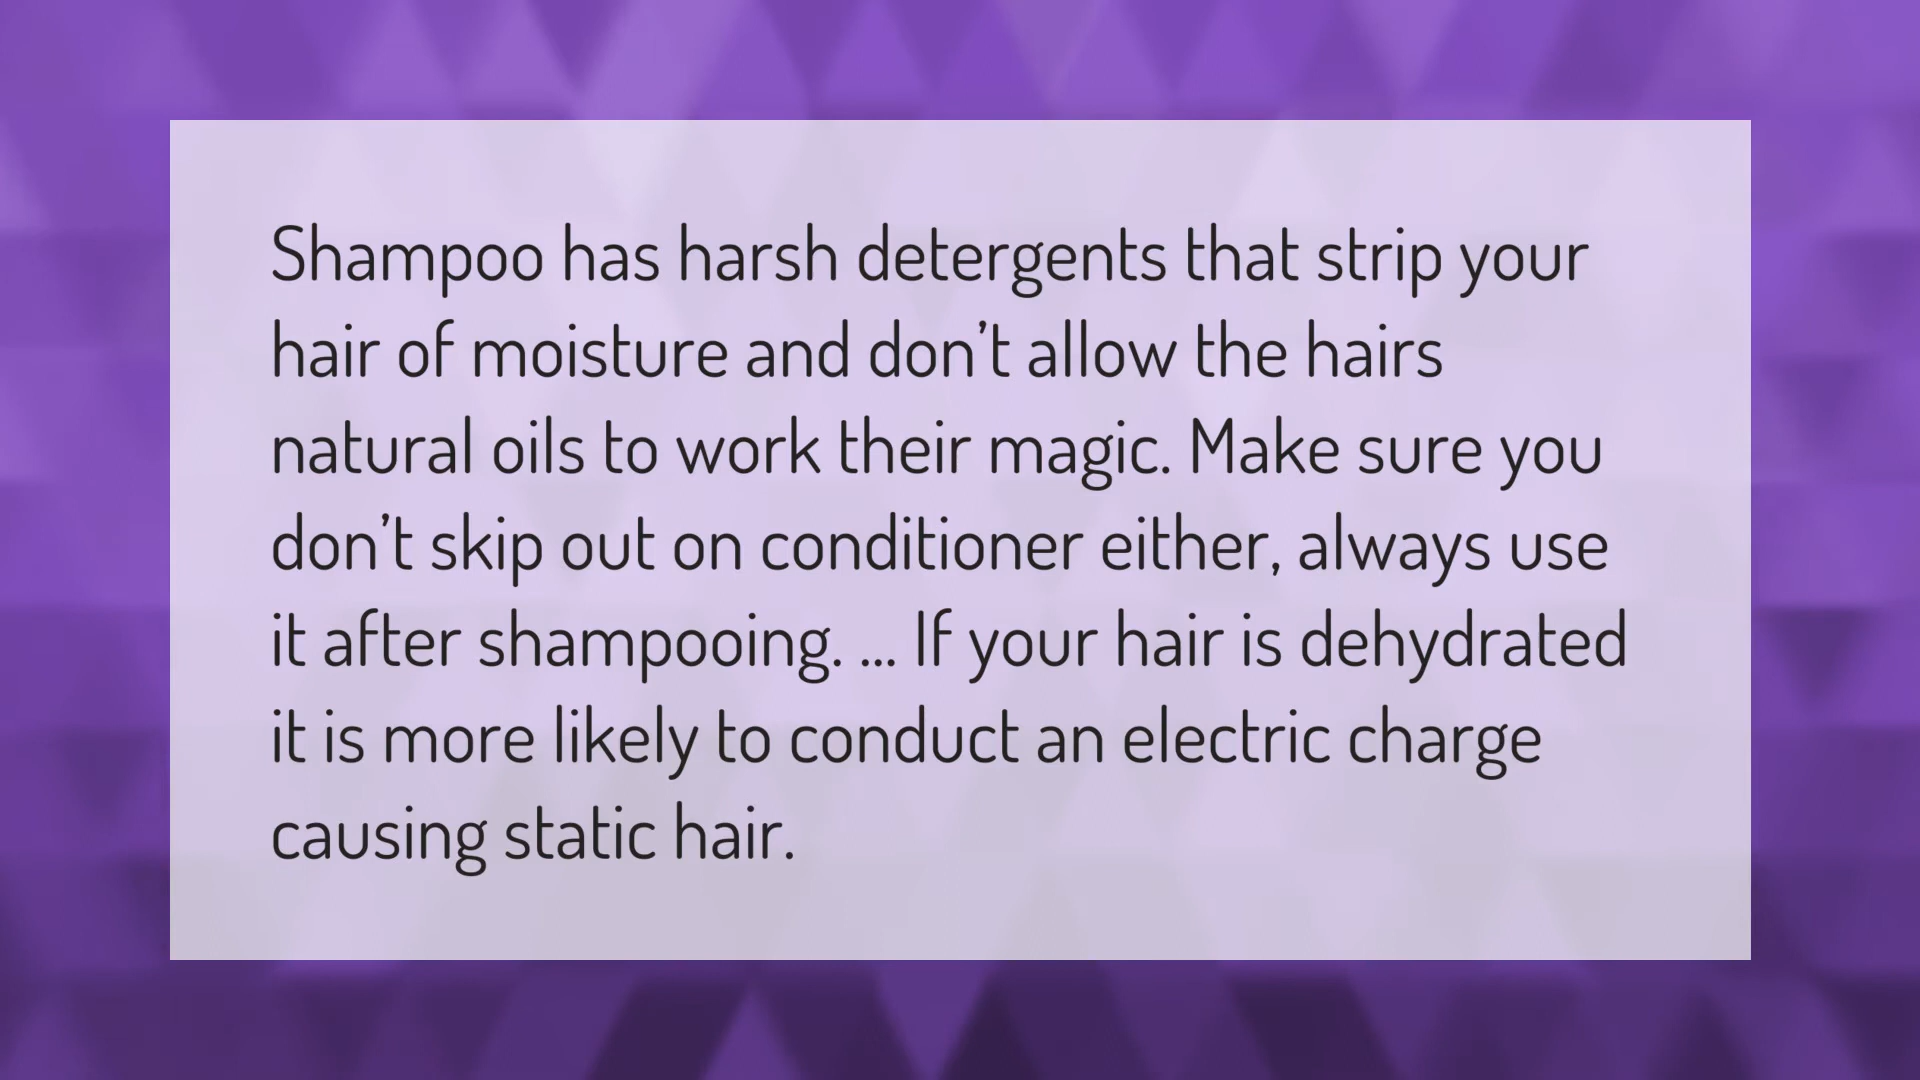 Shampoo has harsh detergents that strip your
hair of moisture and don't allow the hairs
natural oils to work their magic. Make sure you
don't skip out on conditioner either, always use
it after shampooing. ... If your hair is dehydrated
it is more likely to conduct an electric charge
causing static hair.